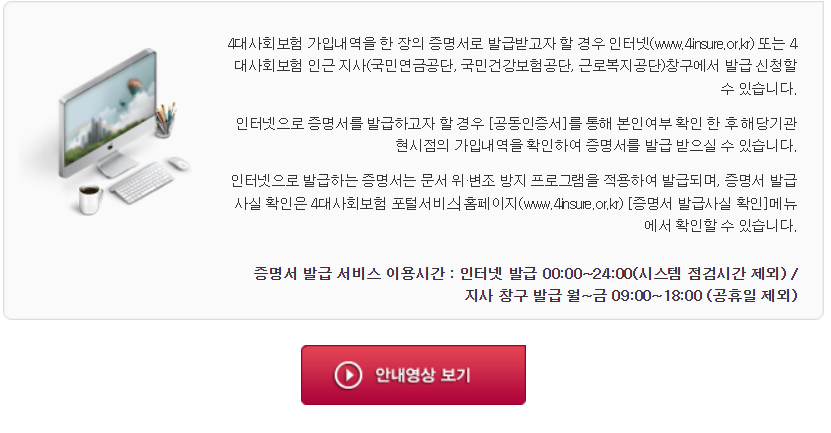 4대사회보험 가입내역을 한 장의 증명서로 발급받고자 할 경우 인터넷(www.4insure.or.kr) 또는 4
대사회보험 인근 지사(국민연금공단, 국민건강보험공단, 근로복지공단)창구에서 발급 신청할
수 있습니다.
인터넷으로 증명서를 발급하고자 할 경우 [공동인증서]를 통해 본인여부 확인 한 후 해당기관
현시점의 가입내역을 확인하여 증명서를 발급 받으실 수 있습니다.
인터넷으로 발급하는 증명서는 문서 위·변조 방지 프로그램을 적용하여 발급되며, 증명서 발급
사실 확인은 4대사회보험 포털서비스홈페이지(www.4insure.or.kr) [증명서 발급사실 확인]메뉴
에서 확인할 수 있습니다.
증명서 발급 서비스 이용시간 : 인터넷 발급 00:00~24:00(시스템 점검시간 제외) /
지사 창구 발급 월~금 09:00~18:00 (공휴일 제외)
안내영상 보기